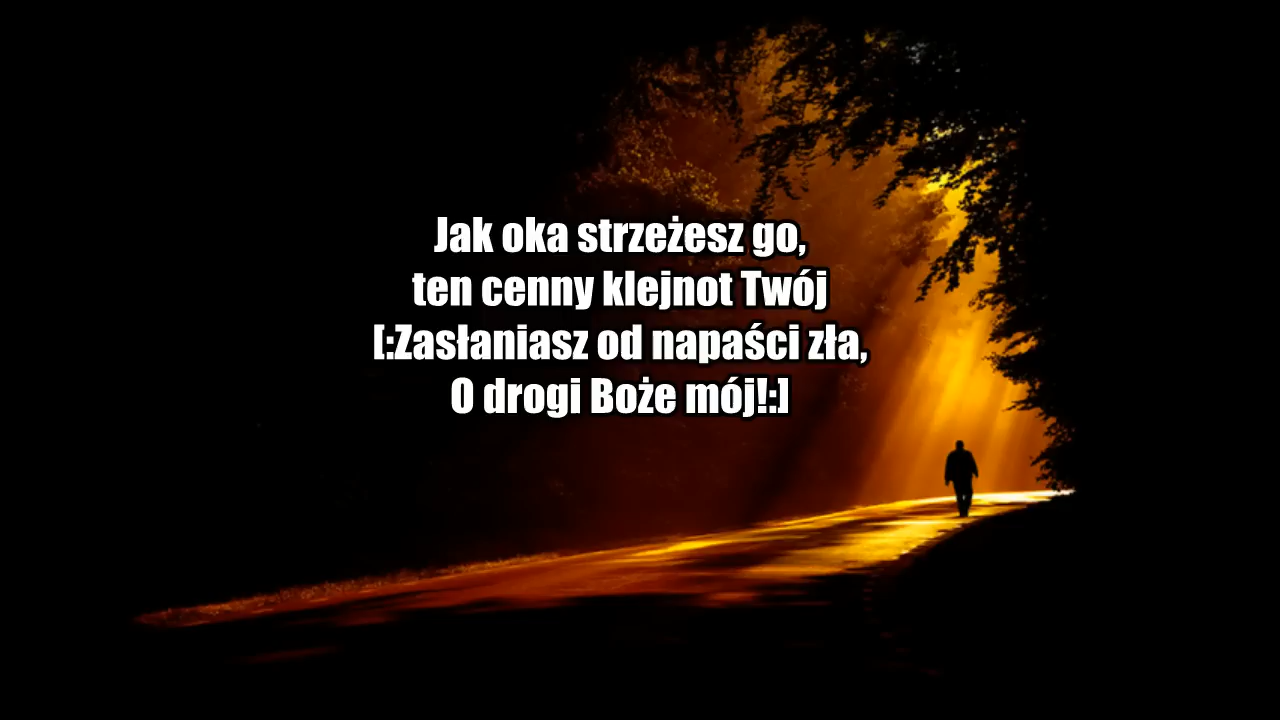 Jak oka strzeżesz go,
ten cenny klejnot Twój
[:Zasłaniasz od napaści zła,
O drogi Boże mój!:]